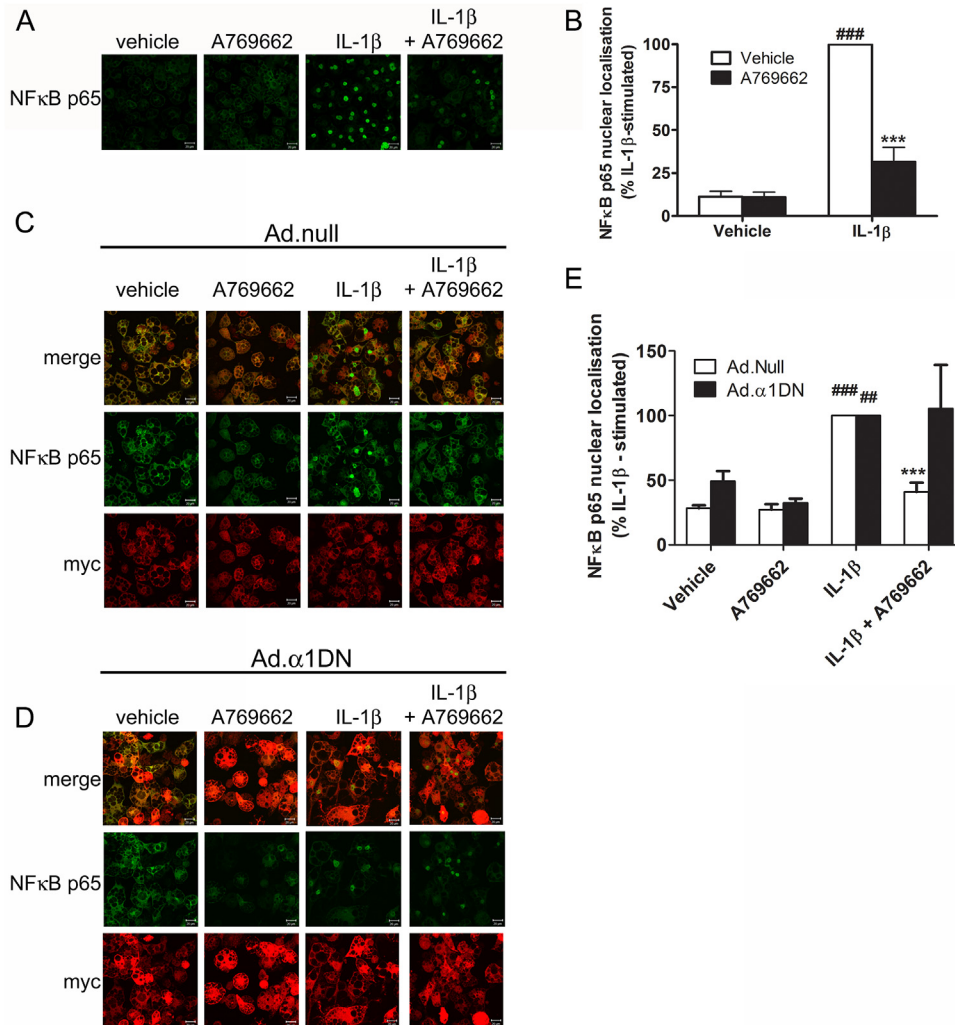 A
vehicle A769662 IL-1β IL-1β + A769662
NFκB p65
B
NFκB p65 nuclear localisation
(% IL-1β-stimulated)
100
75
50
25
0
Vehicle
A769662
###
***
Vehicle IL-1β
C
Ad.null
vehicle A769662 IL-1β IL-1β + A769662
merge
NFκB p65
myc
D
Ad.α1DN
vehicle A769662 IL-1β IL-1β + A769662
merge
NFκB p65
myc
E
NFκB p65 nuclear localisation
(% IL-1β - stimulated)
150
100
50
0
Ad.Null
Ad.α1DN
### ##
***
Vehicle A769662 IL-1β IL-1β + A769662